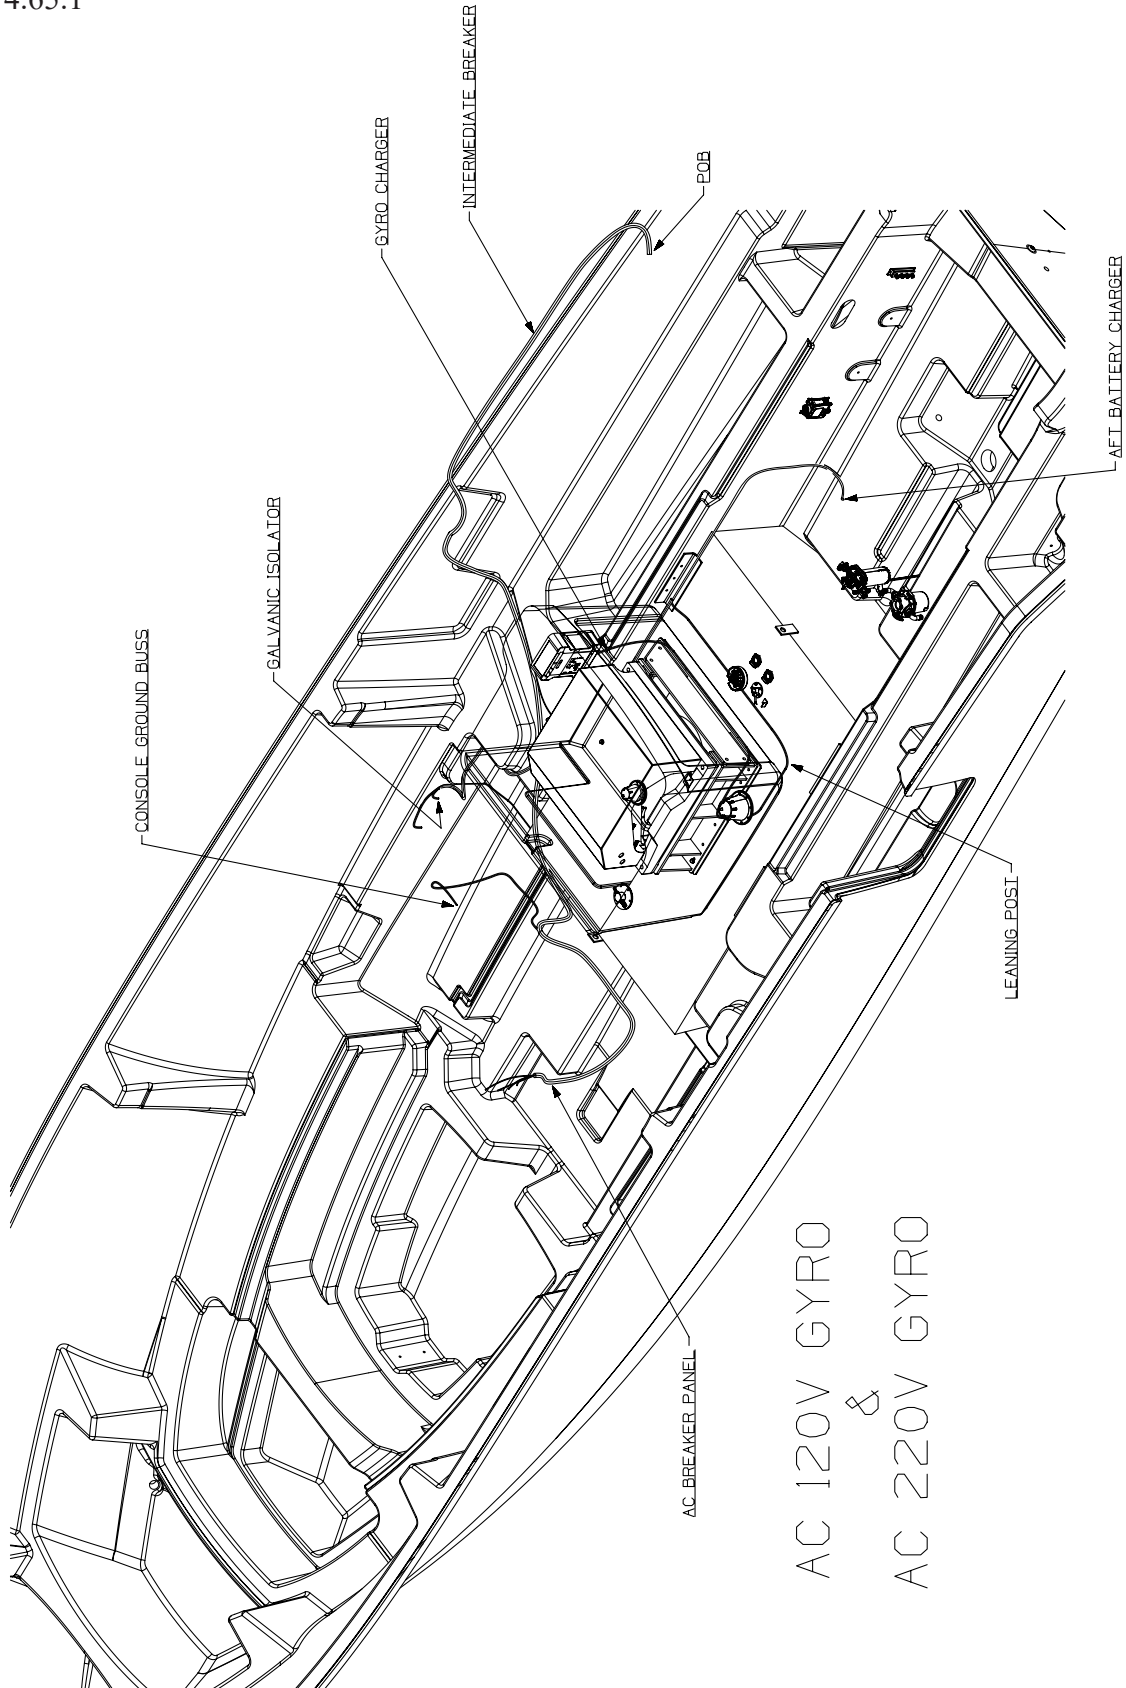 4.65.1
INTERMEDIATE BREAKER
GYRO CHARGER
POB
AFT BATTERY CHARGER
GALVANIC ISOLATOR
CONSOLE GROUND BUSS
LEANING POST
AC BREAKER PANEL
AC 120V GYRO
&
AC 220V GYRO